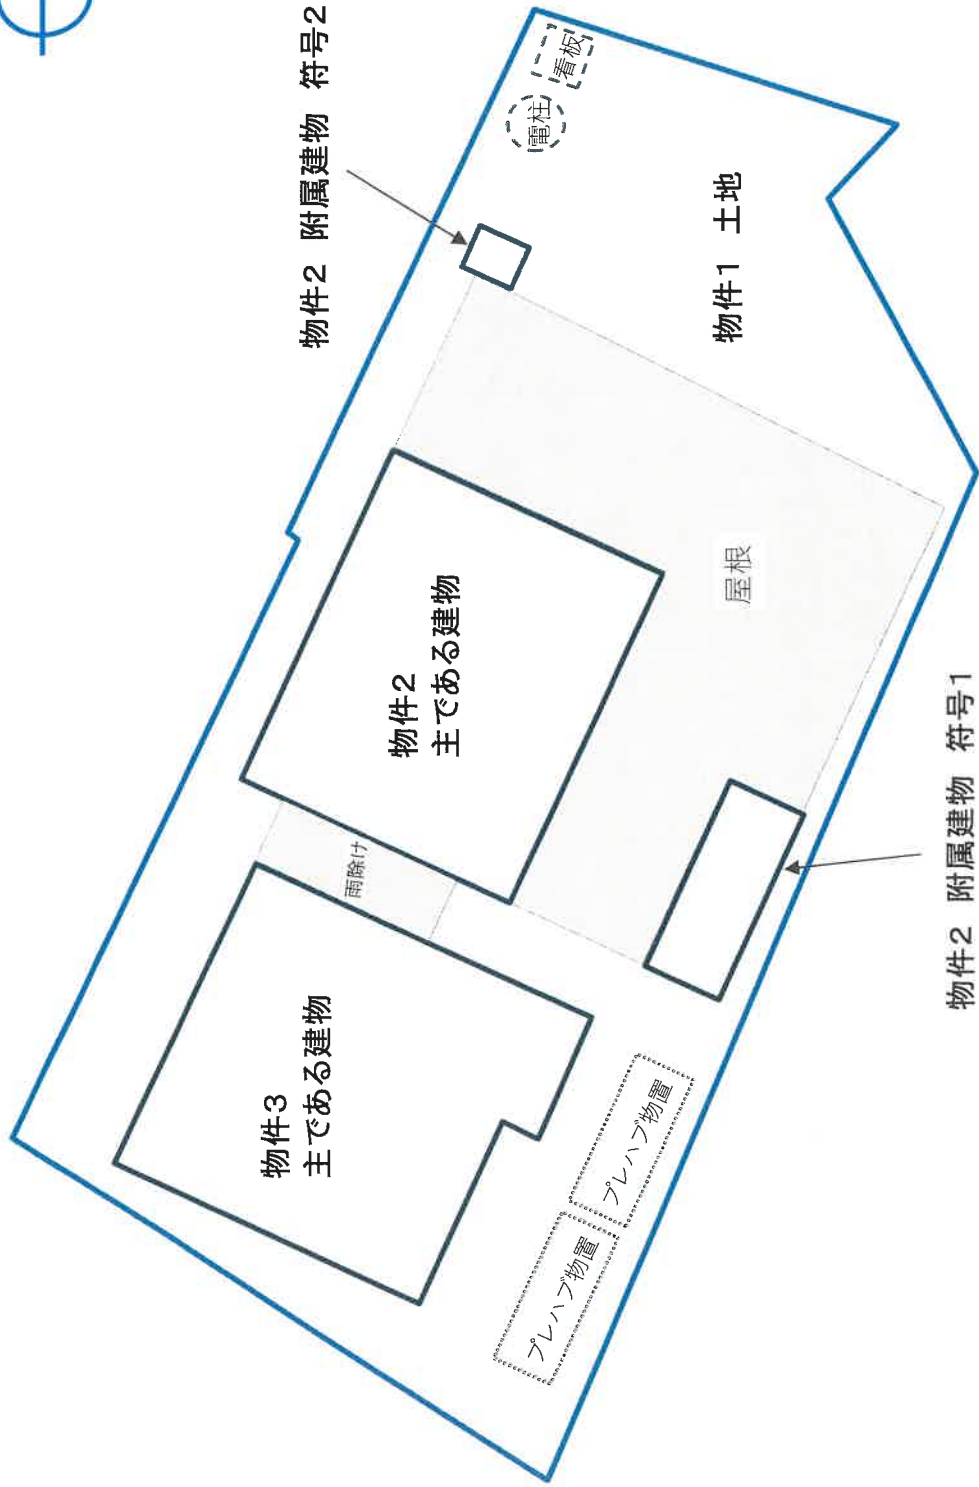 物件2　附属建物　符号2
看板
電柱
物件1　土地
物件2
主である建物
屋根
雨除け
物件3
主である建物
物件2　附属建物　符号1
プレハブ物置
プレハブ物置